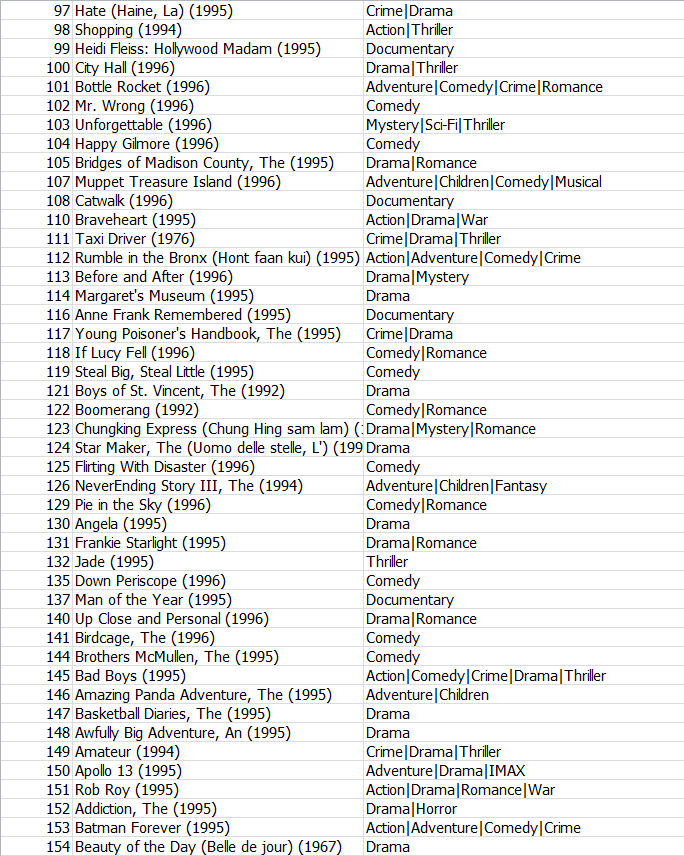 97 Hate (Haine, La) (1995) Crime|Drama
98 Shopping (1994) Action|Thriller
99 Heidi Fleiss: Hollywood Madam (1995) Documentary
100 City Hall (1996) Drama|Thriller
101 Bottle Rocket (1996) Adventure|Comedy|Crime|Romance
102 Mr. Wrong (1996) Comedy
103 Unforgettable (1996) Mystery|Sci-Fi|Thriller
104 Happy Gilmore (1996) Comedy
105 Bridges of Madison County, The (1995) Drama|Romance
107 Muppet Treasure Island (1996) Adventure|Children|Comedy|Musical
108 Catwalk (1996) Documentary
110 Braveheart (1995) Action|Drama|War
111 Taxi Driver (1976) Crime|Drama|Thriller
112 Rumble in the Bronx (Hont faan kui) (1995) Action|Adventure|Comedy|Crime
113 Before and After (1996) Drama|Mystery
114 Margaret's Museum (1995) Drama
116 Anne Frank Remembered (1995) Documentary
117 Young Poisoner's Handbook, The (1995) Crime|Drama
118 If Lucy Fell (1996) Comedy|Romance
119 Steal Big, Steal Little (1995) Comedy
121 Boys of St. Vincent, The (1992) Drama
122 Boomerang (1992) Comedy|Romance
123 Chungking Express (Chung Hing sam lam) ( Drama|Mystery|Romance
124 Star Maker, The (Uomo delle stelle, L') (199 Drama
125 Flirting With Disaster (1996) Comedy
126 NeverEnding Story III, The (1994) Adventure|Children|Fantasy
129 Pie in the Sky (1996) Comedy|Romance
130 Angela (1995) Drama
131 Frankie Starlight (1995) Drama|Romance
132 Jade (1995) Thriller
135 Down Periscope (1996) Comedy
137 Man of the Year (1995) Documentary
140 Up Close and Personal (1996) Drama|Romance
141 Birdcage, The (1996) Comedy
144 Brothers McMullen, The (1995) Comedy
145 Bad Boys (1995) Action|Comedy|Crime|Drama|Thriller
146 Amazing Panda Adventure, The (1995) Adventure|Children
147 Basketball Diaries, The (1995) Drama
148 Awfully Big Adventure, An (1995) Drama
149 Amateur (1994) Crime|Drama|Thriller
150 Apollo 13 (1995) Adventure|Drama|IMAX
151 Rob Roy (1995) Action|Drama|Romance|War
152 Addiction, The (1995) Drama|Horror
153 Batman Forever (1995) Action|Adventure|Comedy|Crime
154 Beauty of the Day (Belle de jour) (1967) Drama